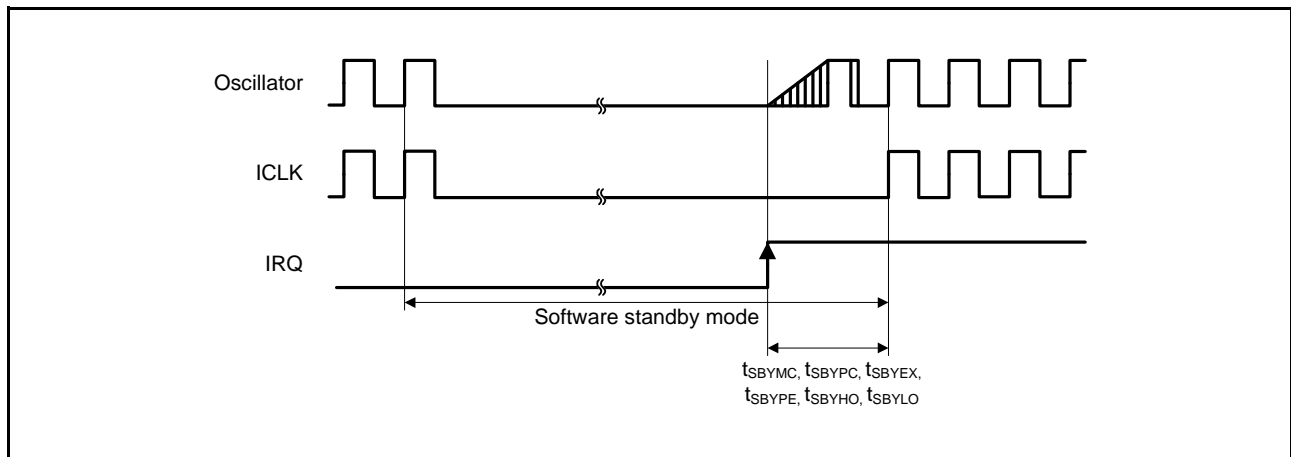 Oscillator
ICLK
IRQ
Software standby mode
tSBYMC, tSBYPC, tSBYEX,
tSBYPE, tSBYHO, tSBYLO